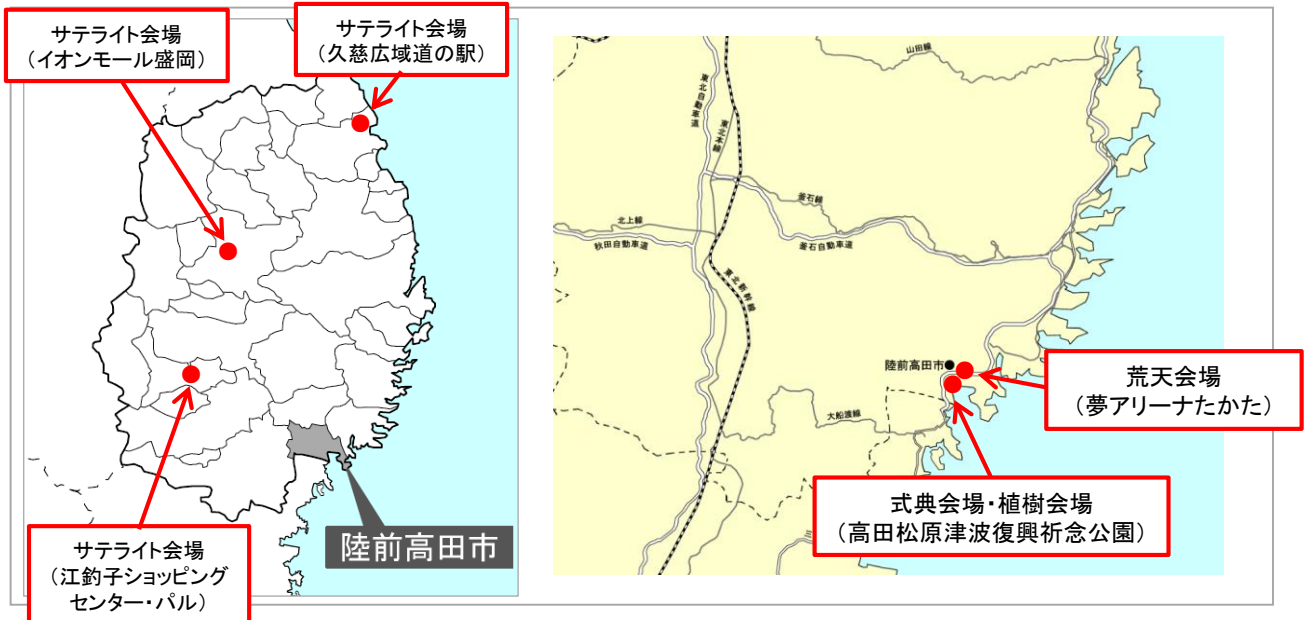 サテライト会場
（イオンモール盛岡）
サテライト会場
（久慈広域道の駅）
サテライト会場
（江釣子ショッピング
センター・パル）
陸前高田市
山田線
東北自動車道
東北本線
釜石線
北上線
秋田自動車道
釜石自動車道
東北新幹線
陸前高田市
大船渡線
三
荒天会場
（夢アリーナたかた）
式典会場・植樹会場
（高田松原津波復興祈念公園）